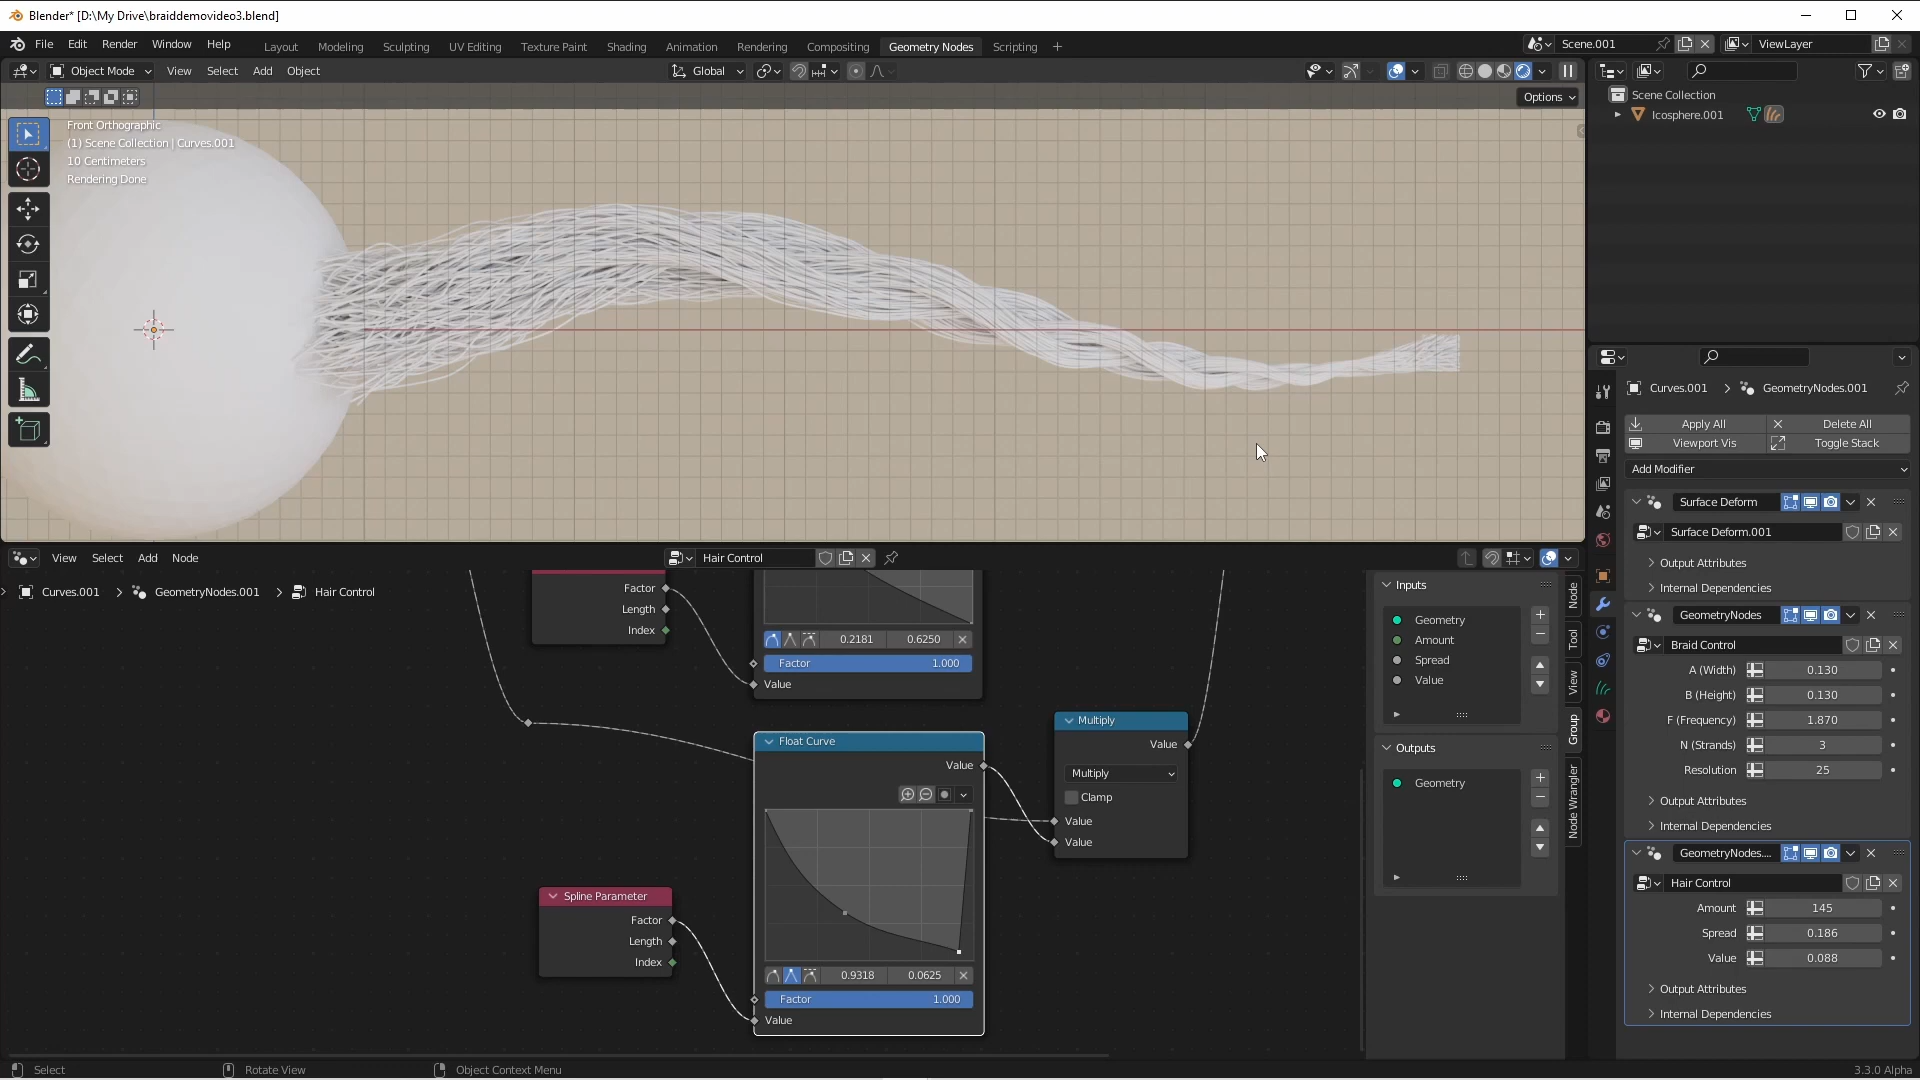 Blender* [D:\My Drive\braiddemovideo3.blend]
File Edit Render Window Help
Layout Modeling Sculpting UV Editing Texture Paint Shading Animation Rendering Compositing Geometry Nodes Scripting +
Scene.001
ViewLayer
Object Mode View Select Add Object
Global
Options
Front Orthographic
(1) Scene Collection | Curves.001
10 Centimeters
Rendering Done
Scene Collection
Icosphere.001
Curves.001 > GeometryNodes.001
Apply All
Delete All
Viewport Vis
Toggle Stack
Add Modifier
Surface Deform
Surface Deform.001
Output Attributes
Internal Dependencies
GeometryNodes
Braid Control
A (Width) 0.130
B (Height) 0.130
F (Frequency) 1.870
N (Strands) 3
Resolution 25
Output Attributes
Internal Dependencies
GeometryNodes....
Hair Control
Amount 145
Spread 0.186
Value 0.088
Output Attributes
Internal Dependencies
View Select Add Node
Hair Control
Curves.001 > GeometryNodes.001 > Hair Control
Factor
Length
Index
0.2181 0.6250
Factor 1.000
Value
Float Curve
Value
0.9318 0.0625
Factor 1.000
Value
Spline Parameter
Factor
Length
Index
Multiply
Value
Multiply
Clamp
Value
Value
Inputs
Geometry
Amount
Spread
Value
Outputs
Geometry
Node
Tool
View
Group
Node Wrangler
Select
Rotate View
Object Context Menu
3.3.0 Alpha